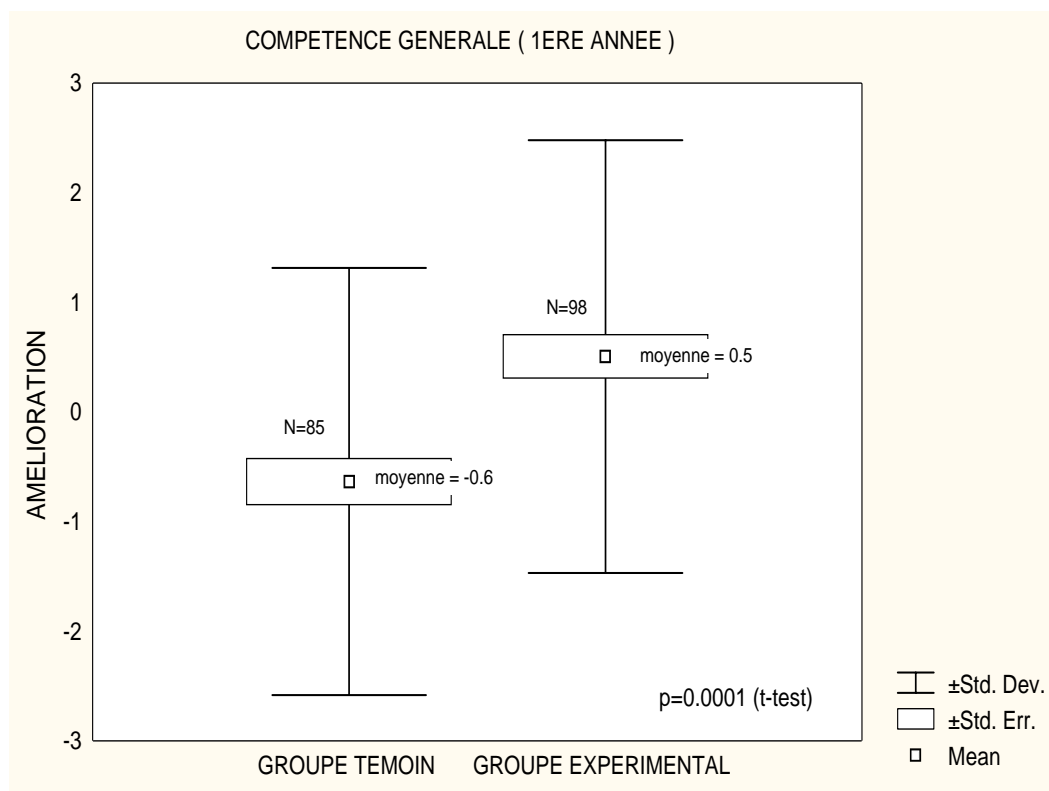 COMPETENCE GENERALE ( 1ERE ANNEE )
AMELIORATION
3
2
1
0
-1
-2
-3
N=85
moyenne = -0.6
N=98
moyenne = 0.5
p=0.0001 (t-test)
GROUPE TEMOIN
GROUPE EXPERIMENTAL
±Std. Dev.
±Std. Err.
Mean